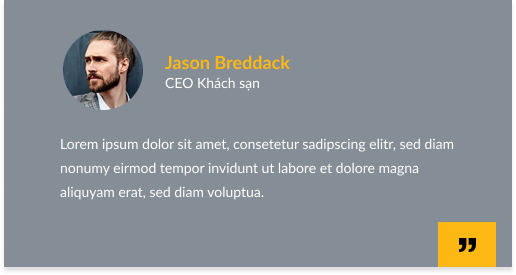 Jason Breddack
CEO Khách sạn
Lorem ipsum dolor sit amet, consetetur sadipscing elitr, sed diam
nonumy eirmod tempor invidunt ut labore et dolore magna
aliquyam erat, sed diam voluptua.
”